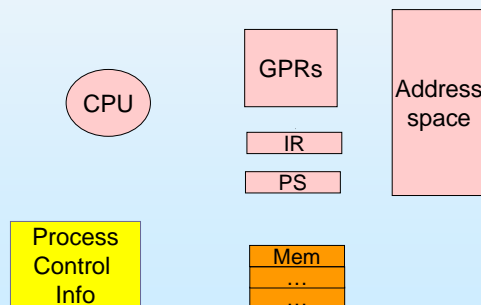 GPRs
CPU
Address
space
IR
PS
Process
Control
Info
Mem
…
…